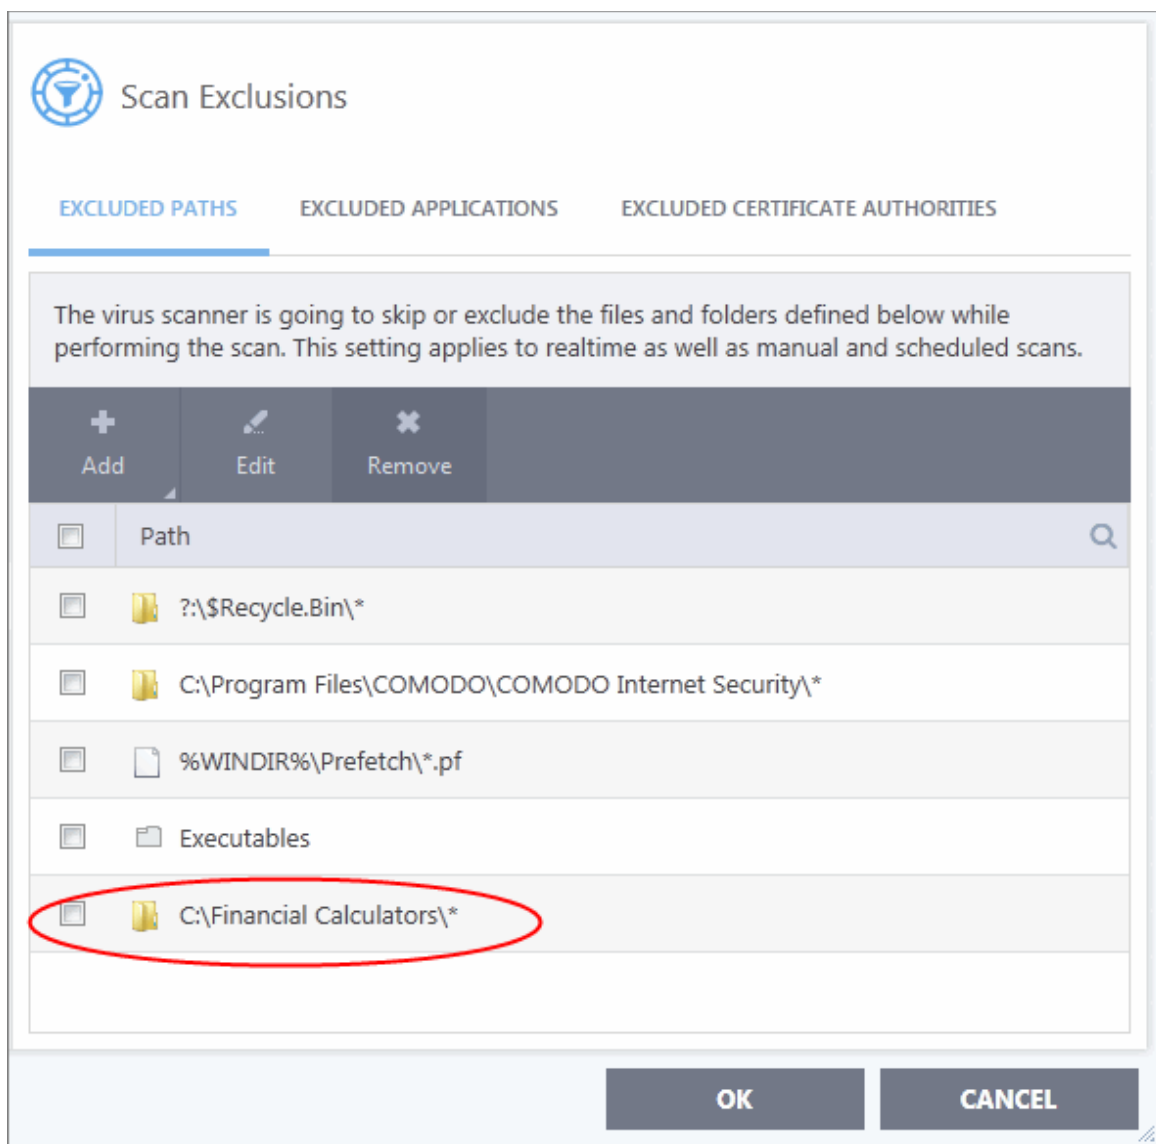 Scan Exclusions
EXCLUDED PATHS EXCLUDED APPLICATIONS EXCLUDED CERTIFICATE AUTHORITIES
The virus scanner is going to skip or exclude the files and folders defined below while
performing the scan. This setting applies to realtime as well as manual and scheduled scans.
Add Edit Remove
Path
?:\$Recycle.Bin\*
C:\Program Files\COMODO\COMODO Internet Security\*
%WINDIR%\Prefetch\*.pf
Executables
C:\Financial Calculators\*
OK CANCEL